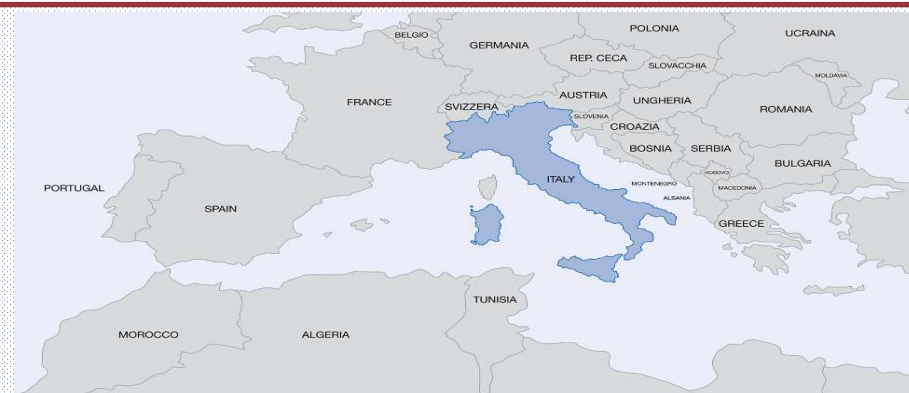 POLONIA
UCRAINA
BELGIO
GERMANIA
REP. CECA
SLOVACCHIA
MOLDAVIA
AUSTRIA
UNGHERIA
FRANCE
SVIZZERA
ROMANIA
SLOVENIA
CROAZIA
BOSNIA
SERBIA
BULGARIA
KOSOVO
ITALY
MONTENEGRO
MACEDONIA
PORTUGAL
ALBANIA
SPAIN
GREECE
TUNISIA
MOROCCO
ALGERIA